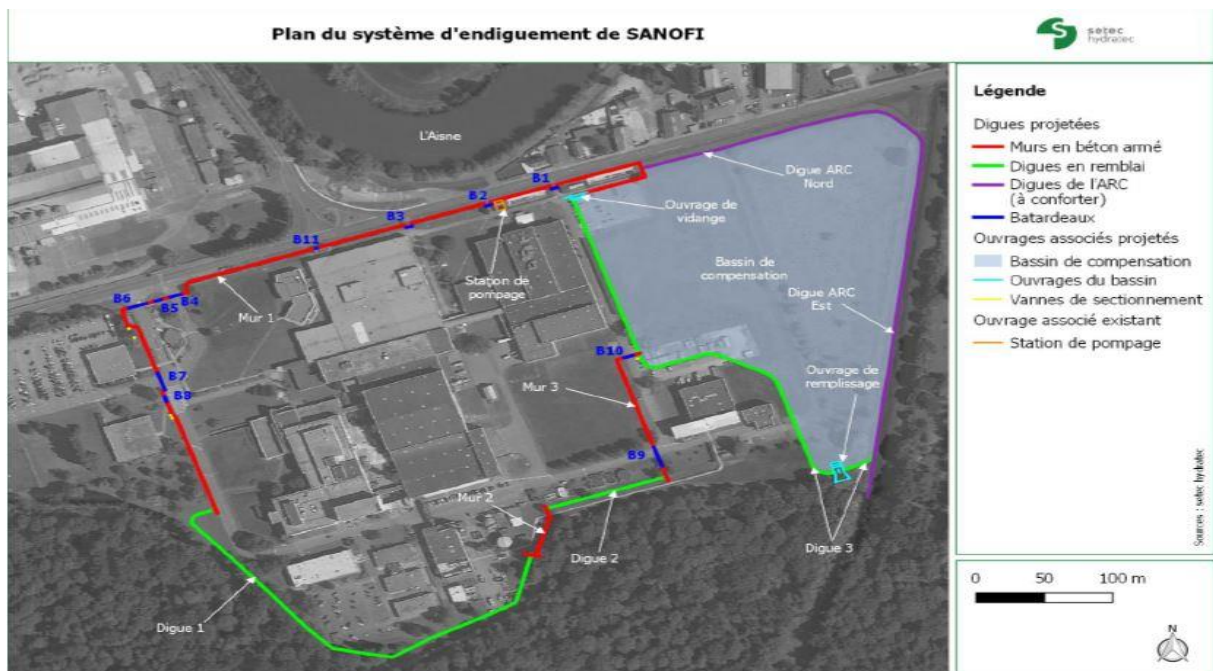 Plan du système d'endiguement de SANOFI
setec
hydratec
L'Aisne
B1
B2
B3
B11
B6
B5
B4
Mur 1
Station de
pompage
Ouvrage de
vidange
Digue ARC
Nord
Bassin de
compensation
Digue ARC
Est
B7
B8
B10
Mur 3
Ouvrage de
remplissage
B9
Mur 2
Digue 2
Digue 3
Digue 1
Légende
Digues projetées
Murs en béton armé
Digues en remblai
Digues de l'ARC
(à conforter)
Batardeaux
Ouvrages associés projetés
Bassin de compensation
Ouvrages du bassin
Vannes de sectionnement
Ouvrage associé existant
Station de pompage
Sources : setec hydratec
0 50 100 m
N